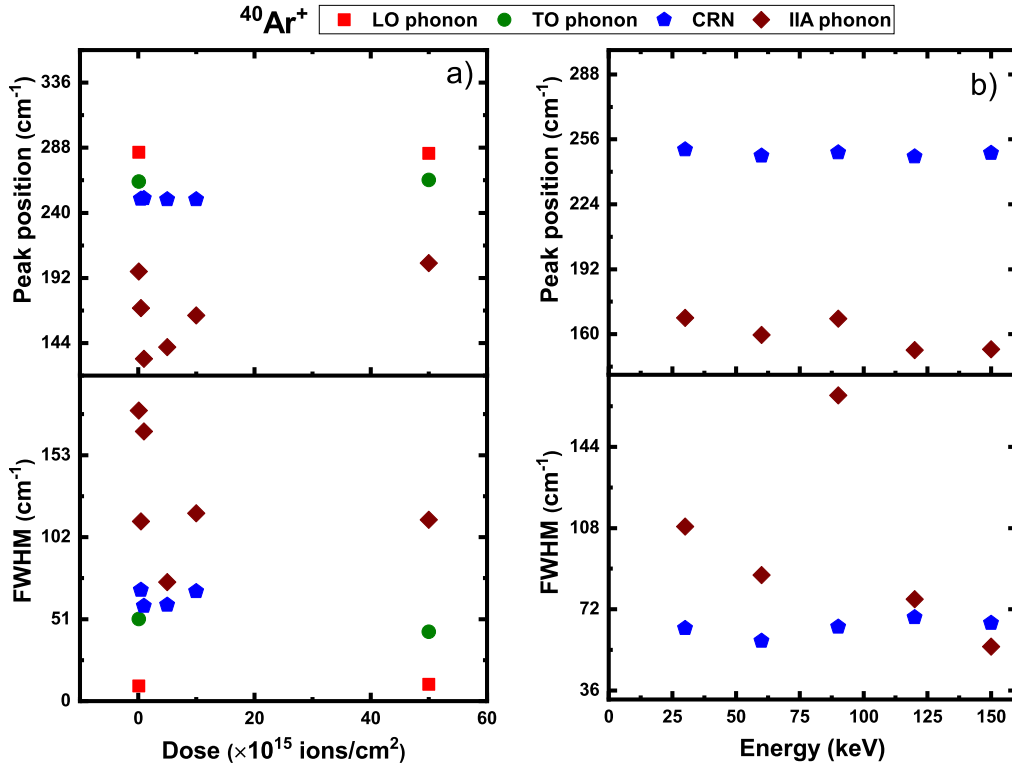 ⁴⁰Ar⁺
LO phonon TO phonon CRN IIA phonon
a)
Peak position (cm⁻¹)
336
288
240
192
144
FWHM (cm⁻¹)
153
102
51
0
0 20 40 60
Dose (×10¹⁵ ions/cm²)
b)
Peak position (cm⁻¹)
288
256
224
192
160
FWHM (cm⁻¹)
144
108
72
36
0 25 50 75 100 125 150
Energy (keV)